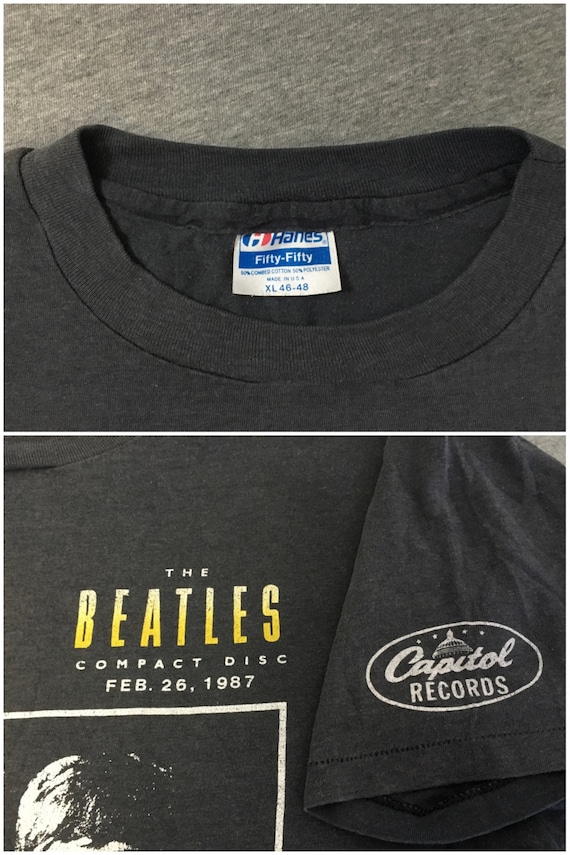 Hanes®
Fifty-Fifty
50% COMBED COTTON 50% POLYESTER
MADE IN U.S.A
XL 46-48
THE
BEATLES
COMPACT DISC
FEB. 26, 1987
Capitol
RECORDS